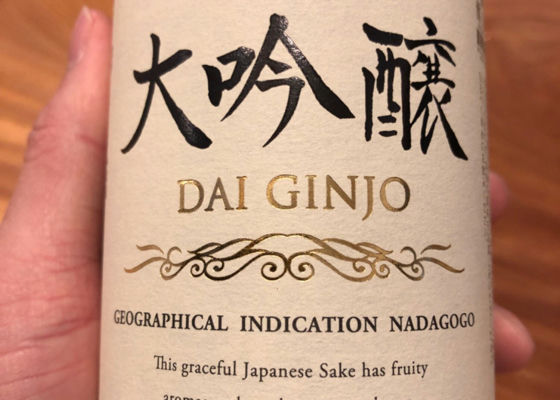 大吟醸
DAI GINJO
GEOGRAPHICAL INDICATION NADAGOGO
This graceful Japanese Sake has fruity